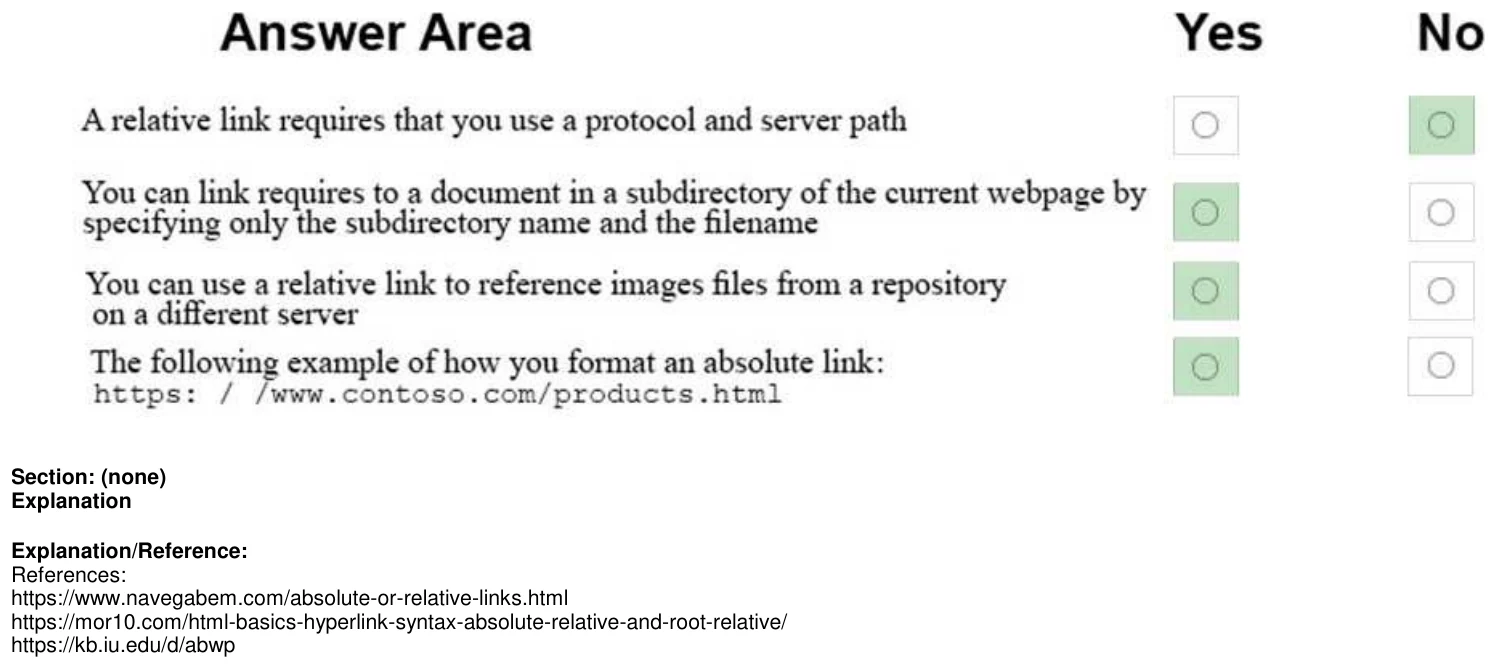 Answer Area Yes No
A relative link requires that you use a protocol and server path
You can link requires to a document in a subdirectory of the current webpage by
specifying only the subdirectory name and the filename
You can use a relative link to reference images files from a repository
on a different server
The following example of how you format an absolute link:
https: / /www.contoso.com/products.html
Section: (none)
Explanation
Explanation/Reference:
References:
https://www.navegabem.com/absolute-or-relative-links.html
https://mor10.com/html-basics-hyperlink-syntax-absolute-relative-and-root-relative/
https://kb.iu.edu/d/abwp